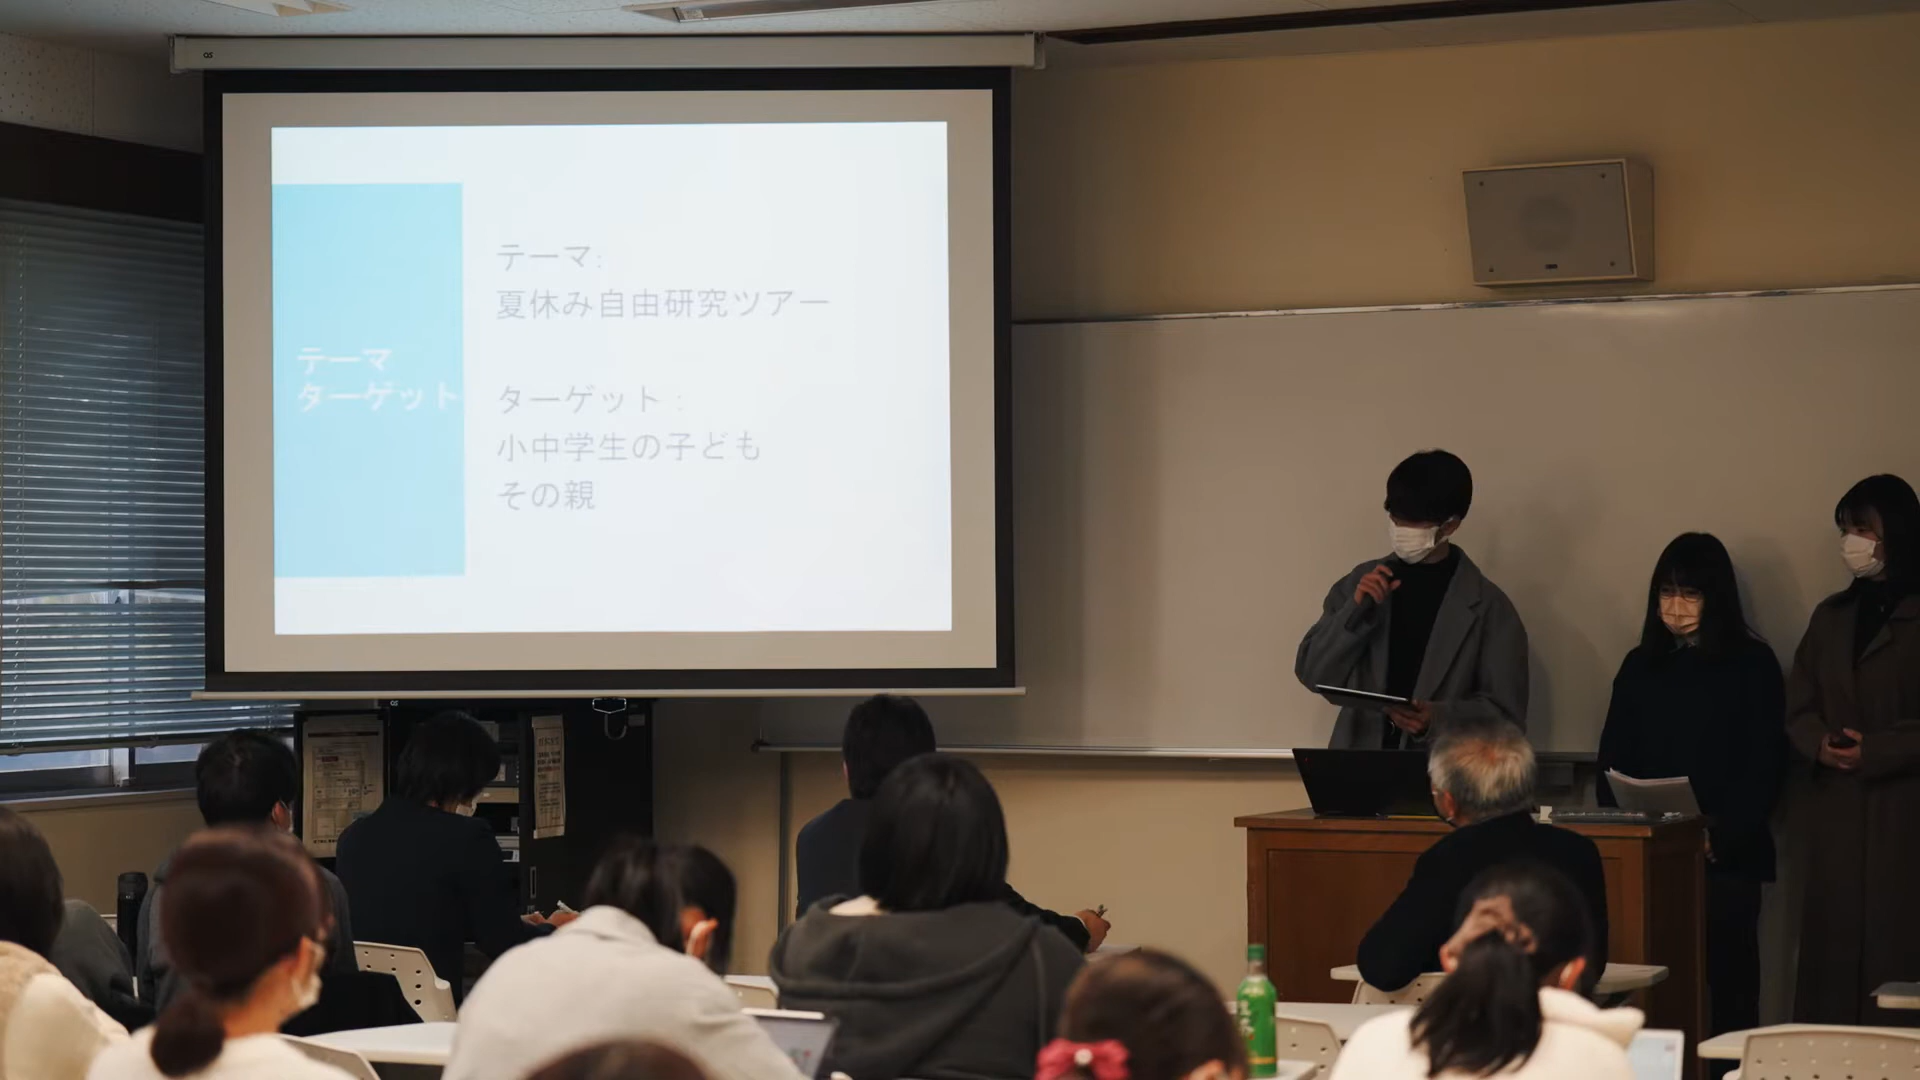 テーマ
ターゲット
テーマ:
夏休み自由研究ツアー
ターゲット：
小中学生の子ども
その親